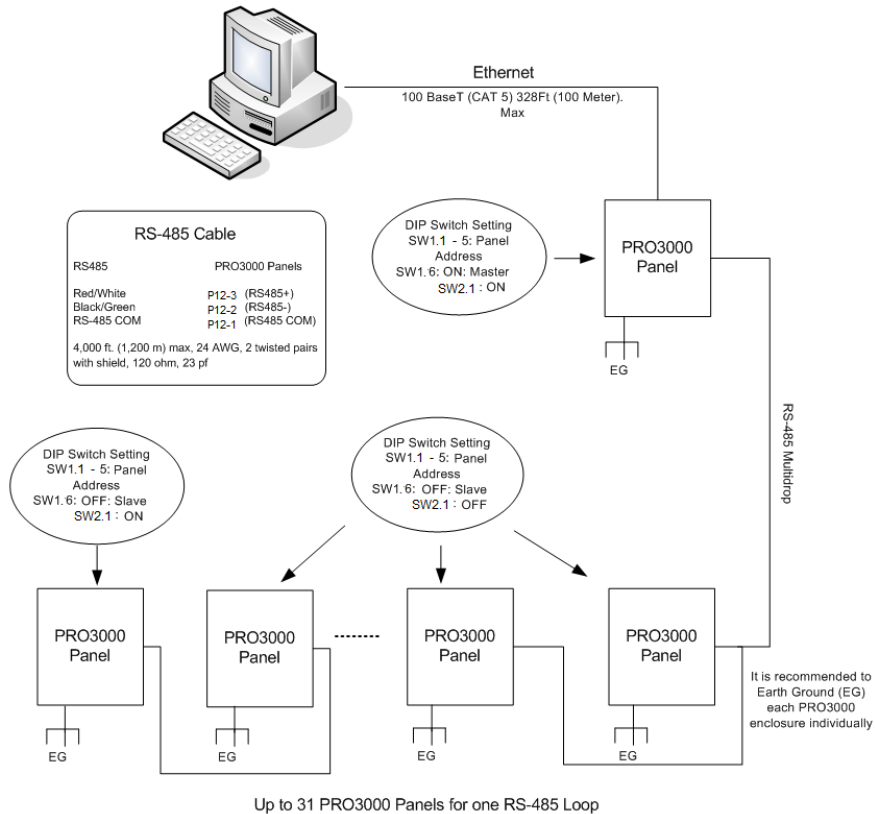 Ethernet
100 BaseT (CAT 5) 328Ft (100 Meter).
Max
DIP Switch Setting
SW1.1 - 5: Panel
Address
SW1.6: ON: Master
SW2.1 : ON
PRO3000
Panel
EG
RS-485 Cable
RS485 PRO3000 Panels
Red/White P12-3 (RS485+)
Black/Green P12-2 (RS485-)
RS-485 COM P12-1 (RS485 COM)
4,000 ft. (1,200 m) max, 24 AWG, 2 twisted pairs
with shield, 120 ohm, 23 pf
RS-485 Multidrop
DIP Switch Setting
SW1.1 - 5: Panel
Address
SW1.6: OFF: Slave
SW2.1 : ON
DIP Switch Setting
SW1.1 - 5: Panel
Address
SW1.6: OFF: Slave
SW2.1 : OFF
PRO3000
Panel
EG
PRO3000
Panel
EG
PRO3000
Panel
EG
PRO3000
Panel
EG
It is recommended to
Earth Ground (EG)
each PRO3000
enclosure individually
Up to 31 PRO3000 Panels for one RS-485 Loop